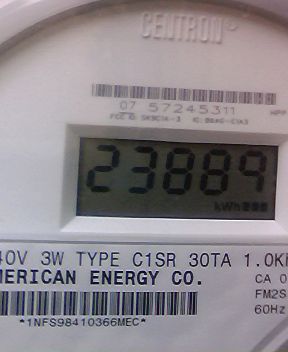 CENTRON®
07 57245311
23889
kWh
40V 3W TYPE C1SR 30TA 1.0K
MERICAN ENERGY CO.
CA 0
FM2S
60Hz
*1NFS98410366MEC*